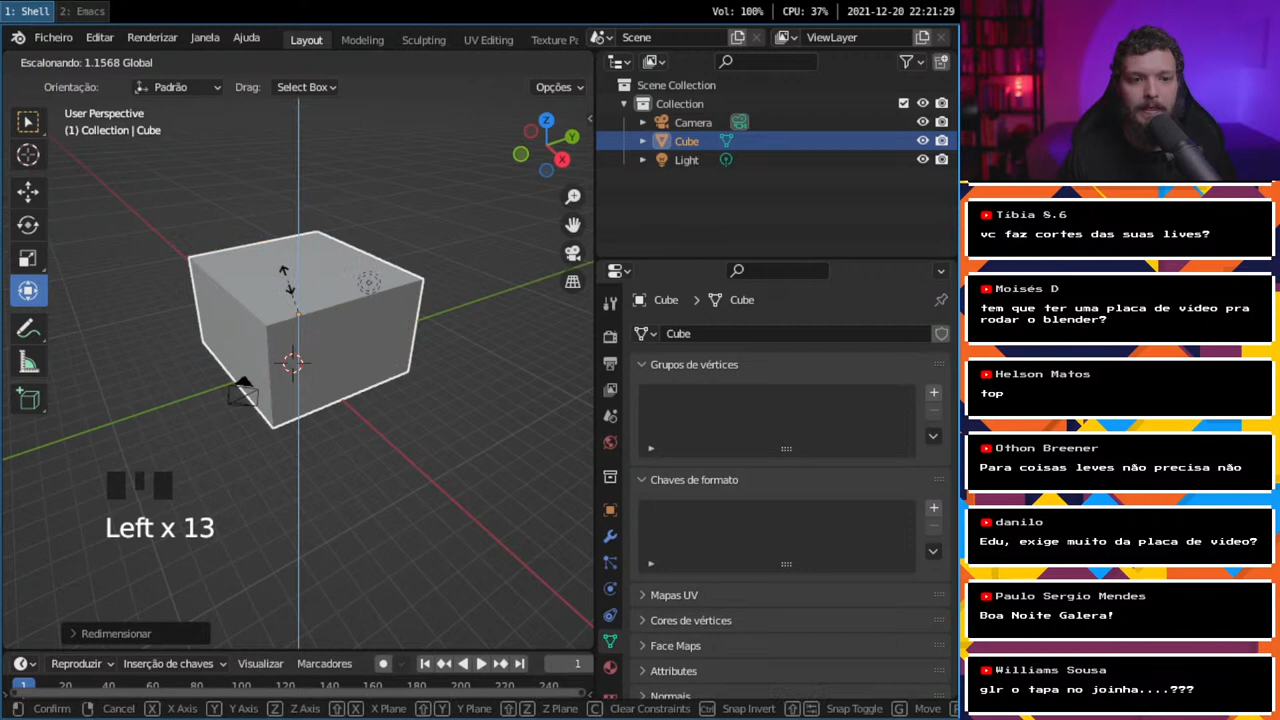 1: Shell
2: Emacs
Vol: 100%
CPU: 37%
2021-12-20 22:21:29
Ficheiro
Editar
Renderizar
Janela
Ajuda
Layout
Modeling
Sculpting
UV Editing
Texture Pa
Scene
ViewLayer
Escalonando: 1.1568 Global
Orientação:
Padrão
Drag:
Select Box
Opções
User Perspective
(1) Collection | Cube
Z
Y
X
Scene Collection
Collection
Camera
Cube
Light
Cube
Cube
Cube
Grupos de vértices
Chaves de formato
Mapas UV
Cores de vértices
Face Maps
Attributes
Normais
Left x 13
Redimensionar
Reproduzir
Inserção de chaves
Visualizar
Marcadores
1
1
20
40
60
80
100
120
140
160
180
200
220
240
Confirm
Cancel
X
X Axis
Y
Y Axis
Z
Z Axis
X
X Plane
Y
Y Plane
Z
Z Plane
C
Clear Constraints
Ctrl
Snap Invert
Snap Toggle
G
Move
Tibia 8.6
vc faz cortes das suas lives?
Moisés D
tem que ter uma placa de video pra
rodar o blender?
Helson Matos
top
Othon Breener
Para coisas leves não precisa não
danilo
Edu, exige muito da placa de video?
Paulo Sergio Mendes
Boa Noite Galera!
Williams Sousa
glr o tapa no joinha....???